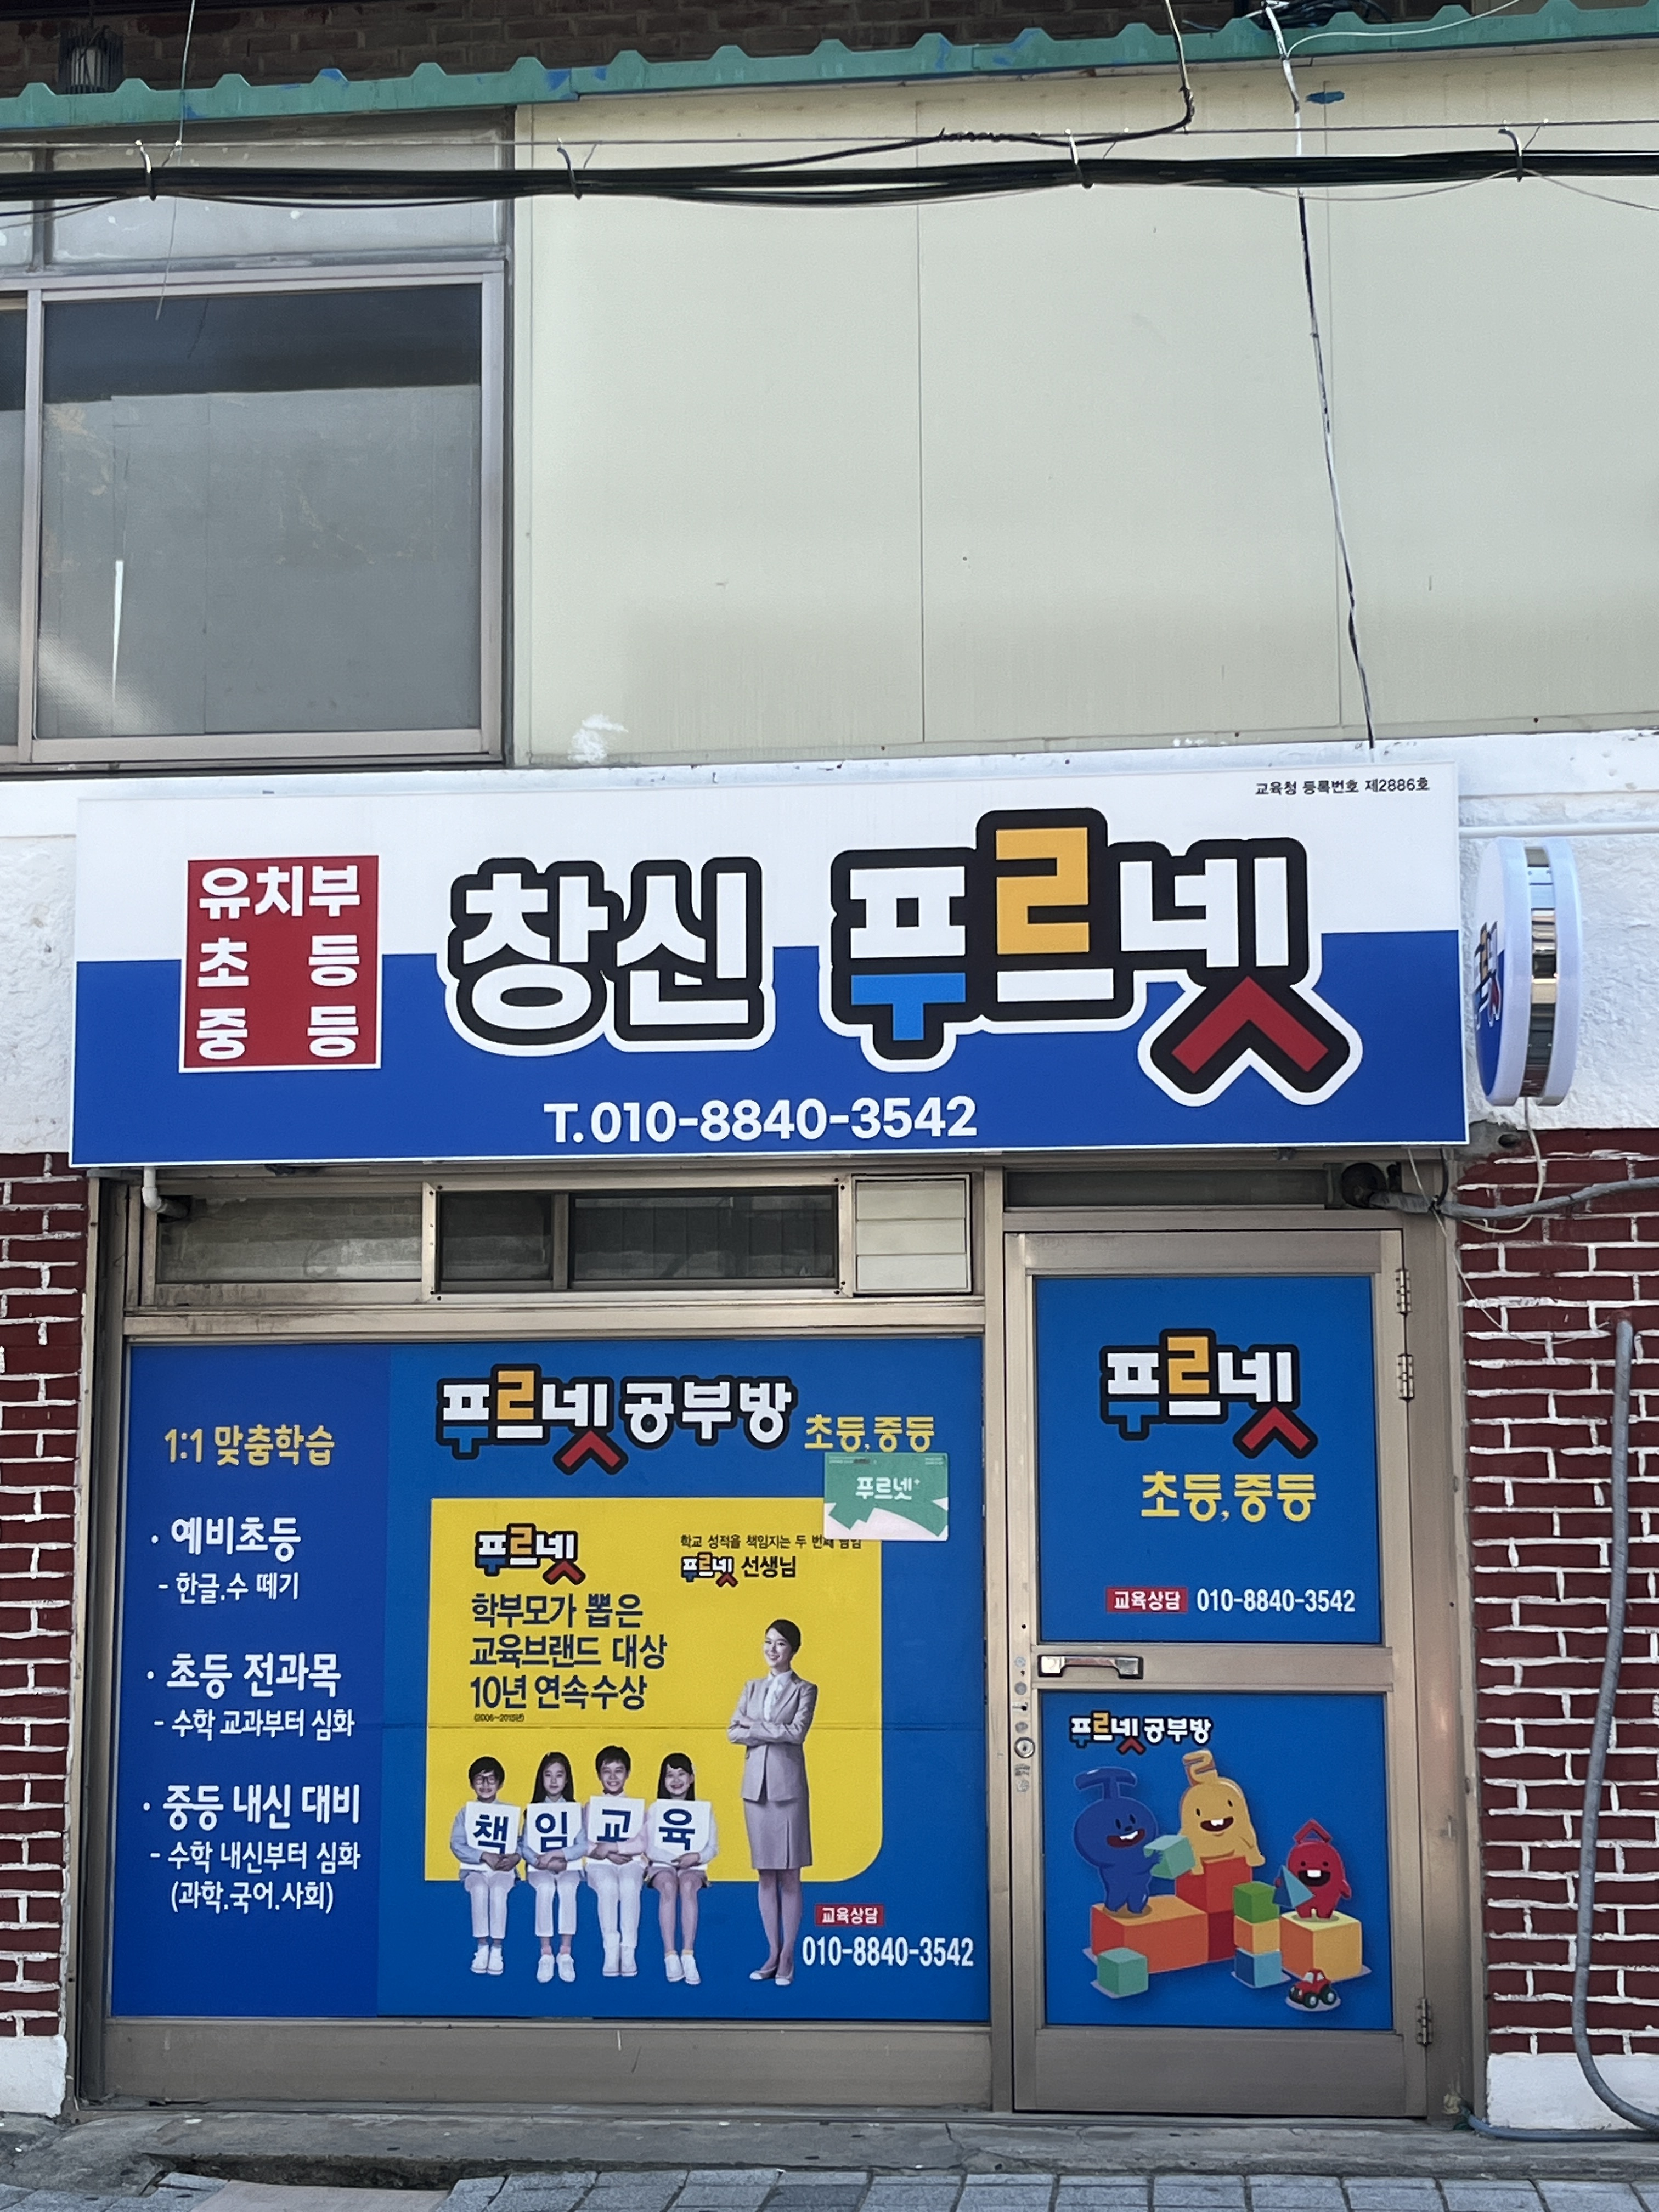 교육청 등록번호 제2886호
유치부
초 등
중 등
창신 푸르넷
T.010-8840-3542
1:1 맞춤학습
· 예비초등
- 한글.수 떼기
· 초등 전과목
- 수학 교과부터 심화
· 중등 내신 대비
- 수학 내신부터 심화
(과학.국어.사회)
푸르넷 공부방 초등,중등
푸르넷+
푸르넷
학교 성적을 책임지는 두 번째
푸르넷 선생님
학부모가 뽑은
교육브랜드 대상
10년 연속수상
(2006~2015년)
책임교육
교육상담
010-8840-3542
푸르넷
초등,중등
교육상담 010-8840-3542
푸르넷 공부방